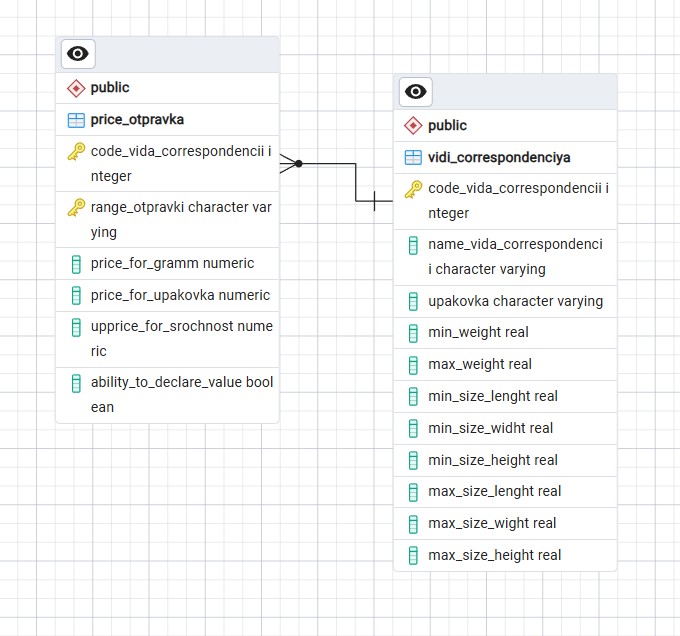 public
price_otpravka
code_vida_correspondencii i
nteger
range_otpravki character var
ying
price_for_gramm numeric
price_for_upakovka numeric
upprice_for_srochnost nume
ric
ability_to_declare_value bool
ean
public
vidi_correspondenciya
code_vida_correspondencii i
nteger
name_vida_correspondenci
i character varying
upakovka character varying
min_weight real
max_weight real
min_size_lenght real
min_size_widht real
min_size_height real
max_size_lenght real
max_size_wight real
max_size_height real